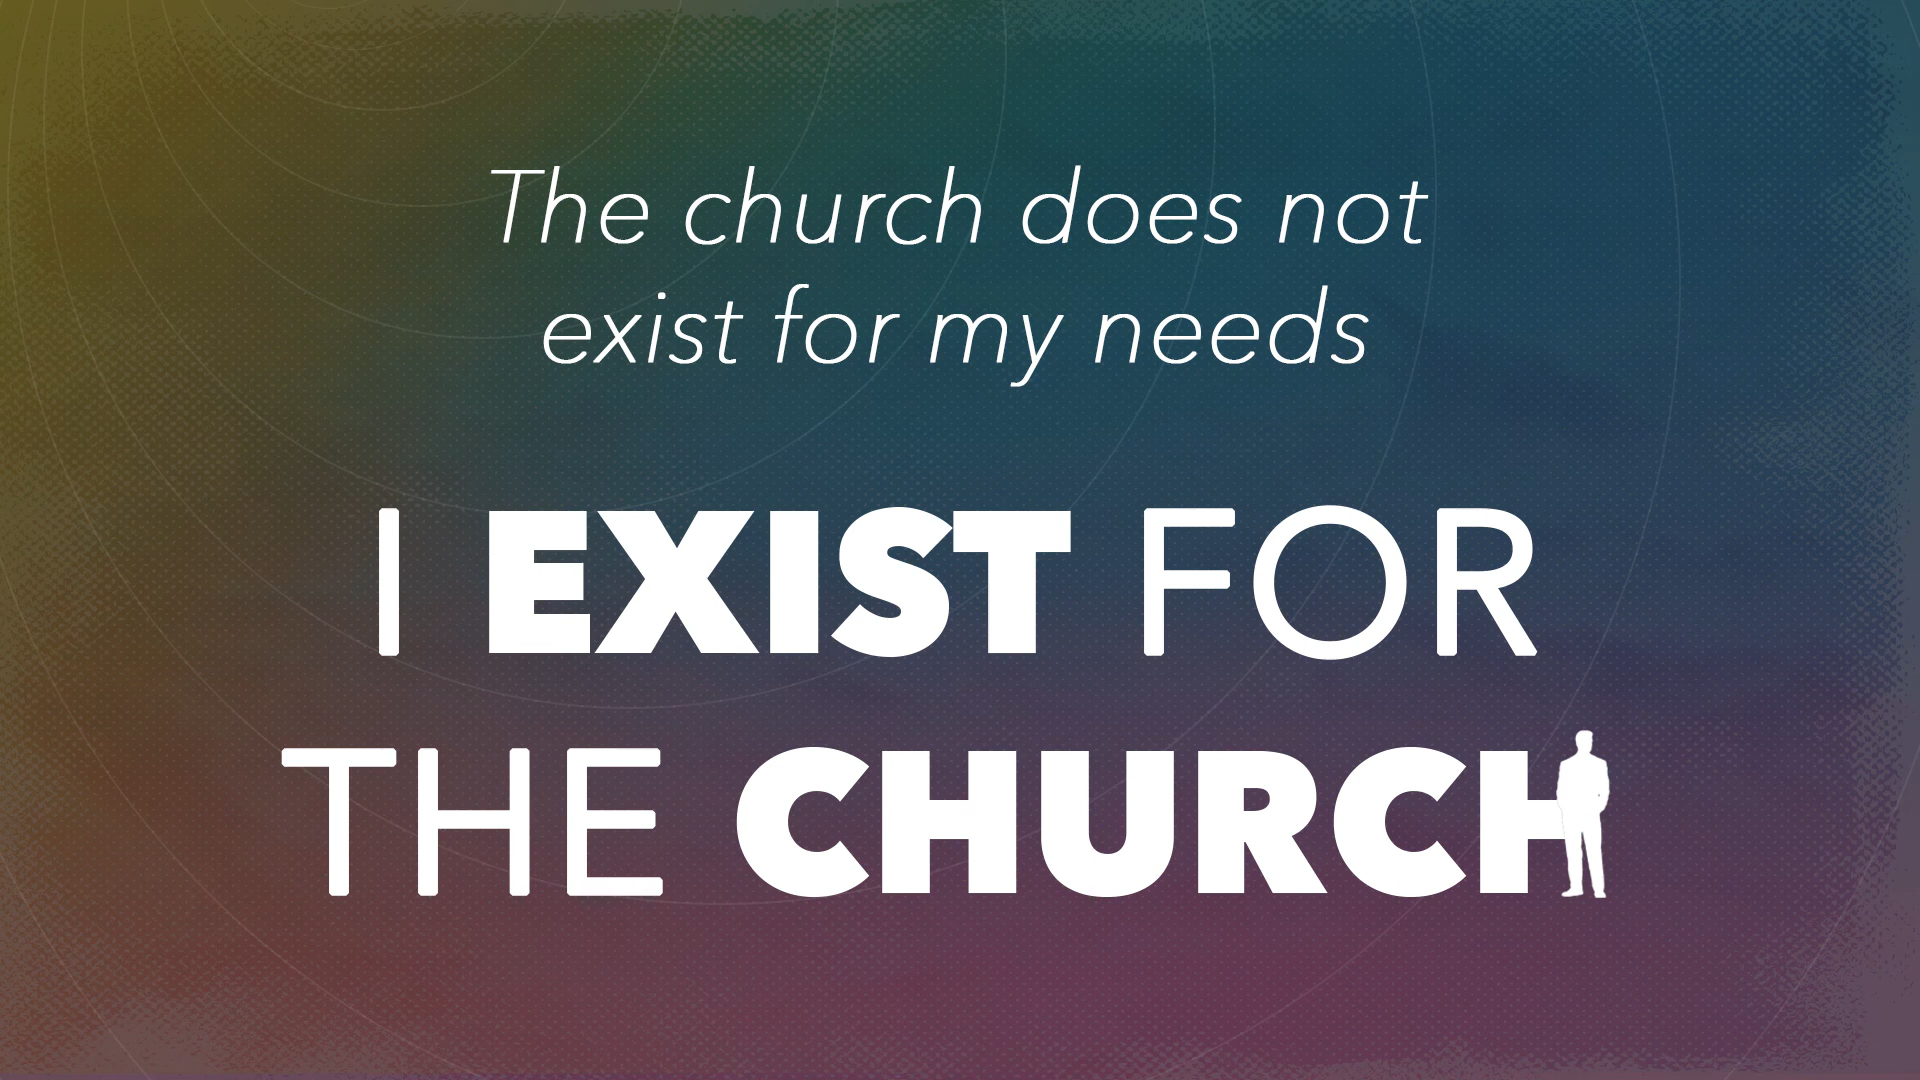 The church does not
exist for my needs
I EXIST FOR
THE CHURCH